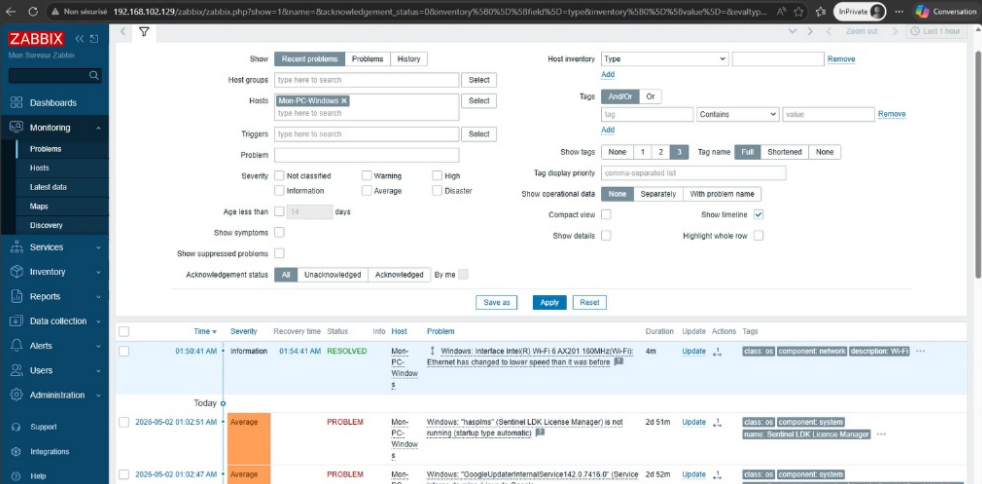 Non sécurisé 192.168.102.129/zabbix/zabbix.php?show=1&name=&acknowledgement_status=0&inventory%5B0%5D%5Bfield%5D=type&inventory%5B0%5D%5Bvalue%5D=&evaltyp...
InPrivate
Conversation
ZABBIX
Mon Serveur Zabbix
Dashboards
Monitoring
Problems
Hosts
Latest data
Maps
Discovery
Services
Inventory
Reports
Data collection
Alerts
Users
Administration
Support
Integrations
Help
Zoom out
Last 1 hour
Show Recent problems Problems History
Host groups type here to search Select
Hosts Mon-PC-Windows Select
type here to search
Triggers type here to search Select
Problem
Severity Not classified Warning High
Information Average Disaster
Age less than 14 days
Show symptoms
Show suppressed problems
Acknowledgement status All Unacknowledged Acknowledged By me
Host inventory Type Remove
Add
Tags And/Or Or
tag Contains value Remove
Add
Show tags None 1 2 3 Tag name Full Shortened None
Tag display priority comma-separated list
Show operational data None Separately With problem name
Compact view Show timeline
Show details Highlight whole row
Save as Apply Reset
Time Severity Recovery time Status Info Host Problem Duration Update Actions Tags
01:50:41 AM Information 01:54:41 AM RESOLVED Mon-PC-Windows Windows: Interface Intel(R) Wi-Fi 6 AX201 160MHz(Wi-Fi): 4m Update 1 class: os component: network description: Wi-Fi
Ethernet has changed to lower speed than it was before
Today
2026-05-02 01:02:51 AM Average PROBLEM Mon-PC-Windows Windows: "hasplms" (Sentinel LDK License Manager) is not 2d 51m Update 1 class: os component: system
running (startup type automatic) name: Sentinel LDK License Manager
2026-05-02 01:02:47 AM Average PROBLEM Mon- Windows: "GoogleUpdaterInternalService142.0.7416.0" (Service 2d 52m Update 1 class: os component: system